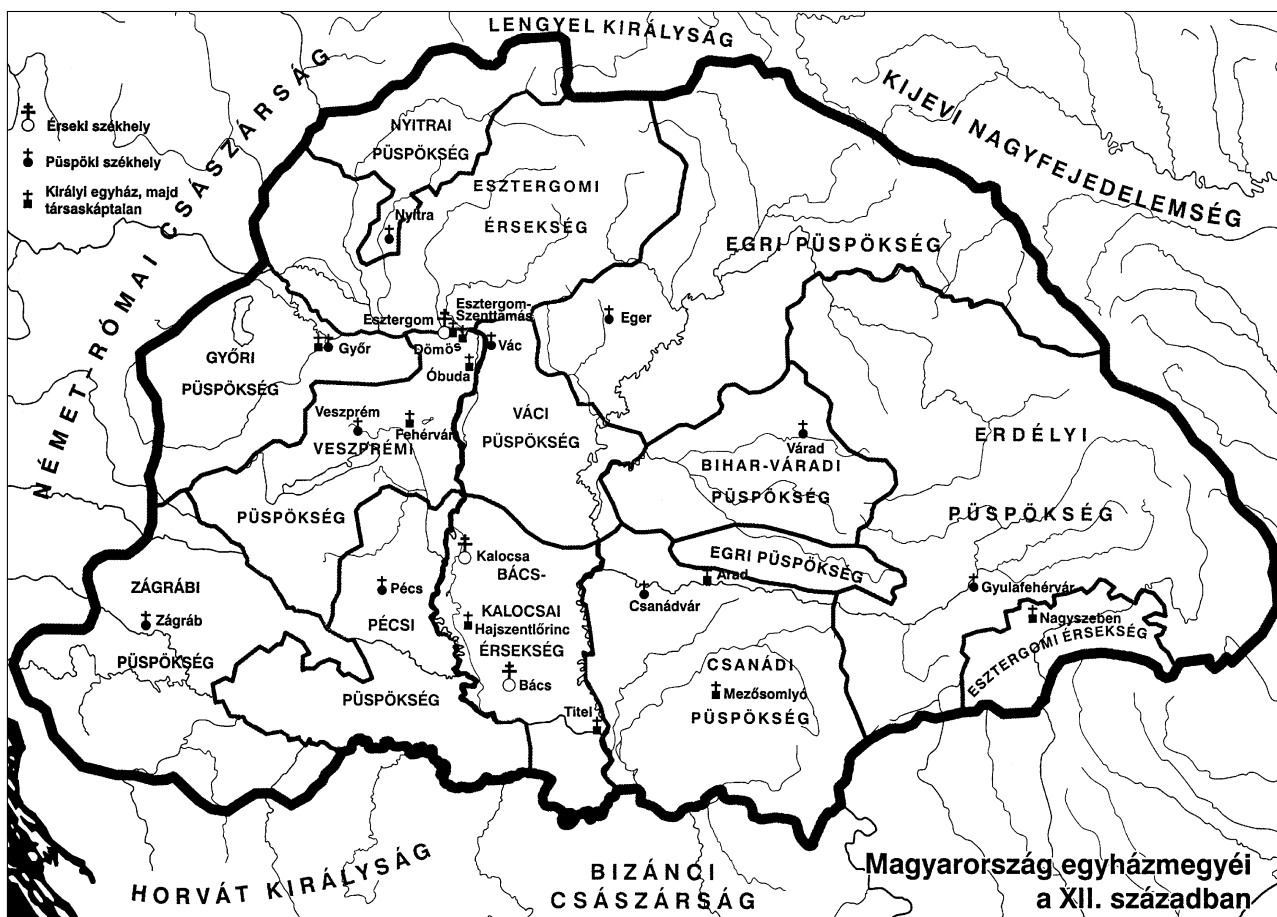 LENGYEL KIRÁLYSÁG
KIJEVI NAGYFEJEDELEMSÉG
NÉMET-RÓMAI CSÁSZÁRSÁG
Érseki székhely
Püspöki székhely
Királyi egyház, majd
társaskáptalan
NYITRAI
PÜSPÖKSÉG
Nyitra
ESZTERGOMI
ÉRSEKSÉG
EGRI PÜSPÖKSÉG
Eger
Esztergom
Esztergom-
Szenttamás
Dömös
Vác
Óbuda
GYŐRI
PÜSPÖKSÉG
Győr
Veszprém
Fehérvár
VESZPRÉMI
PÜSPÖKSÉG
VÁCI
PÜSPÖKSÉG
Várad
BIHAR-VÁRADI
PÜSPÖKSÉG
ERDÉLYI
PÜSPÖKSÉG
EGRI PÜSPÖKSÉG
Arad
Csanádvár
Gyulafehérvár
Nagyszeben
ESZTERGOMI ÉRSEKSÉG
Kalocsa
BÁCS-
KALOCSAI
Hajszentlőrinc
ÉRSEKSÉG
Bács
Titel
Pécs
PÉCSI
PÜSPÖKSÉG
ZÁGRÁBI
Zágráb
PÜSPÖKSÉG
CSANÁDI
Mezősomlyó
PÜSPÖKSÉG
HORVÁT KIRÁLYSÁG
BIZÁNCI
CSÁSZÁRSÁG
Magyarország egyházmegyéi
a XII. században